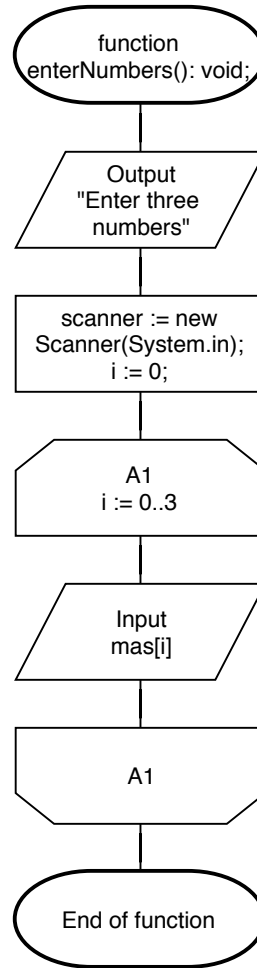 function
enterNumbers(): void;
Output
"Enter three
numbers"
scanner := new
Scanner(System.in);
i := 0;
A1
i := 0..3
Input
mas[i]
A1
End of function